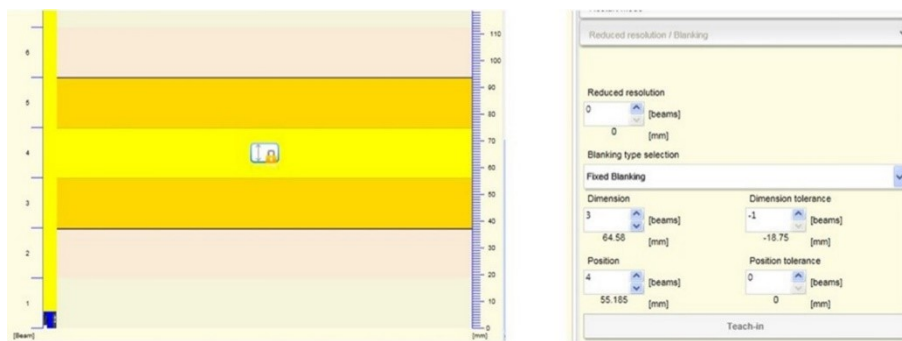 110
6
100
90
5
80
70
4
60
50
3
40
30
2
20
1
10
0
[Beam]
[mm]
Reduced resolution / Blanking
Reduced resolution
0
[beams]
0
[mm]
Blanking type selection
Fixed Blanking
Dimension
Dimension tolerance
3
[beams]
-1
[beams]
64.58
[mm]
-18.75
[mm]
Position
Position tolerance
4
[beams]
0
[beams]
55.185
[mm]
0
[mm]
Teach-in